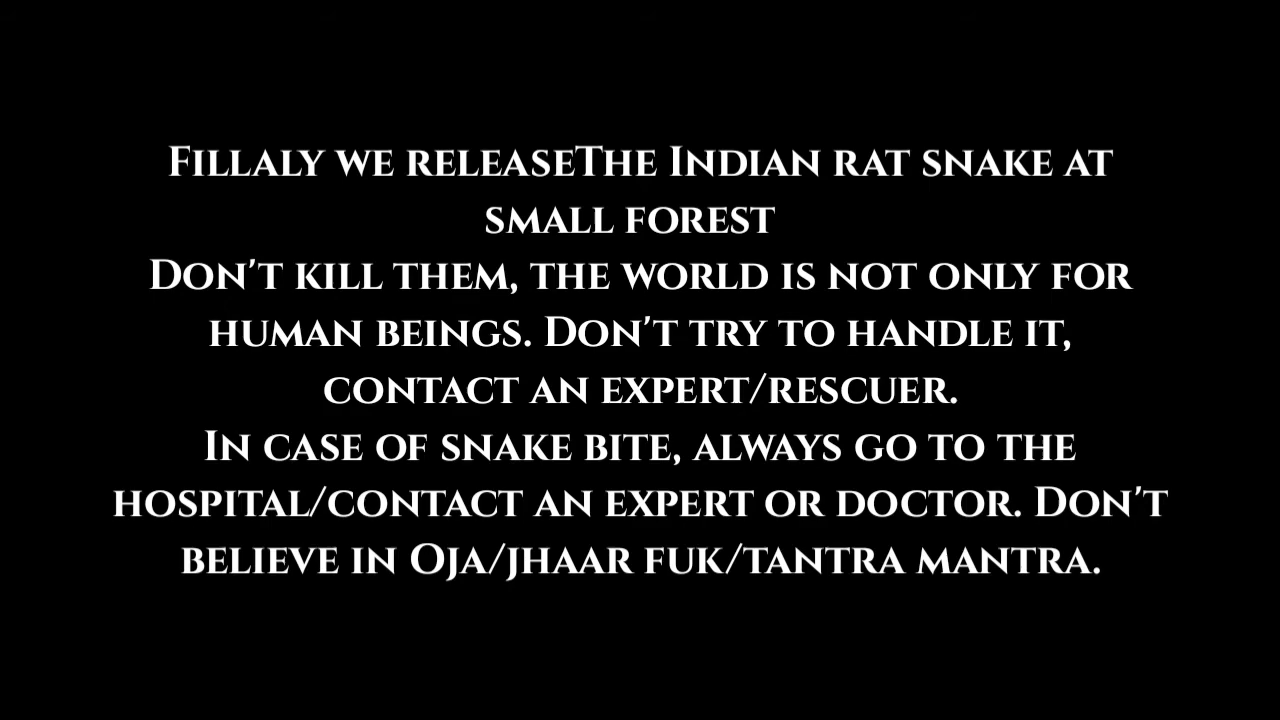 Fillaly we releaseThe Indian rat snake at
small forest
Don't kill them, the world is not only for
human beings. Don't try to handle it,
contact an expert/rescuer.
In case of snake bite, always go to the
hospital/contact an expert or doctor. Don't
believe in Oja/jhaar fuk/tantra mantra.